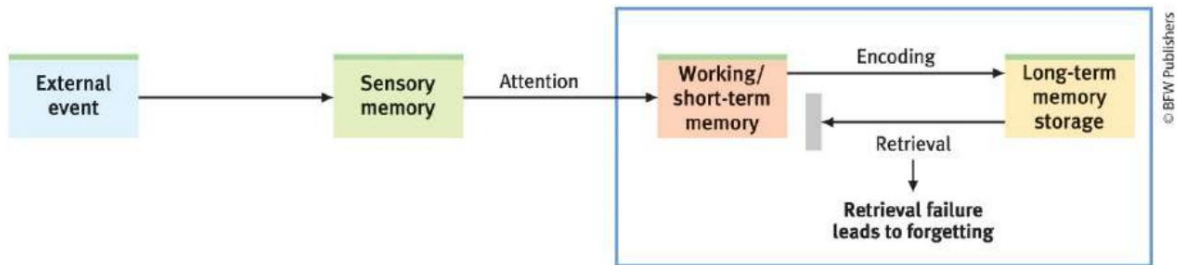 External
event
Sensory
memory
Attention
Working/
short-term
memory
Encoding
Long-term
memory
storage
Retrieval
Retrieval failure
leads to forgetting
© BFW Publishers